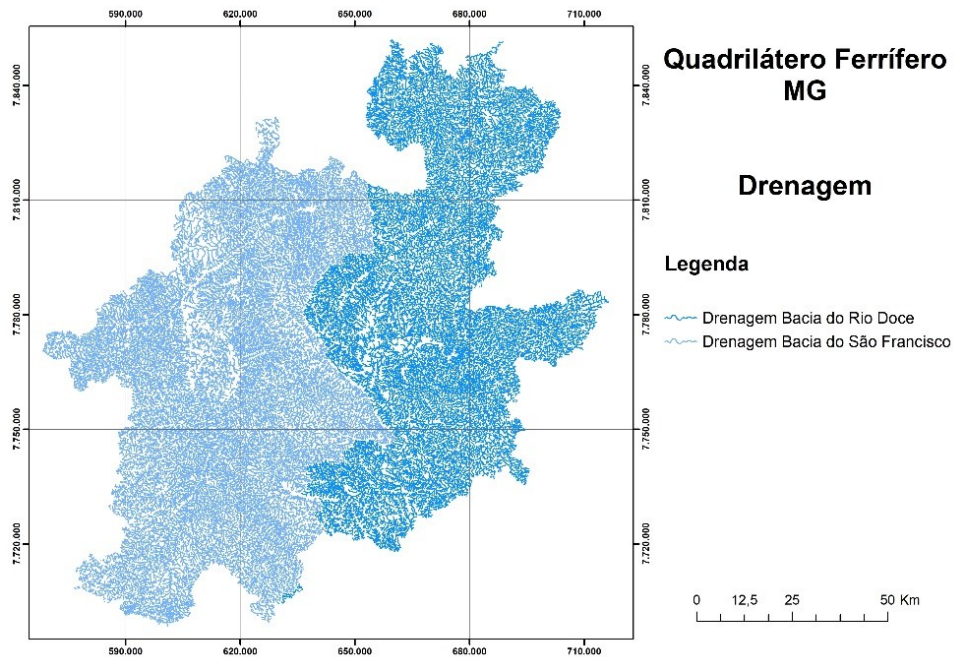 590.000 620.000 650.000 680.000 710.000
Quadrilátero Ferrífero
MG
Drenagem
Legenda
Drenagem Bacia do Rio Doce
Drenagem Bacia do São Francisco
7.840.000 7.840.000
7.810.000 7.810.000
7.780.000 7.780.000
7.750.000 7.750.000
7.720.000 7.720.000
0 12,5 25 50 Km
590.000 620.000 650.000 680.000 710.000